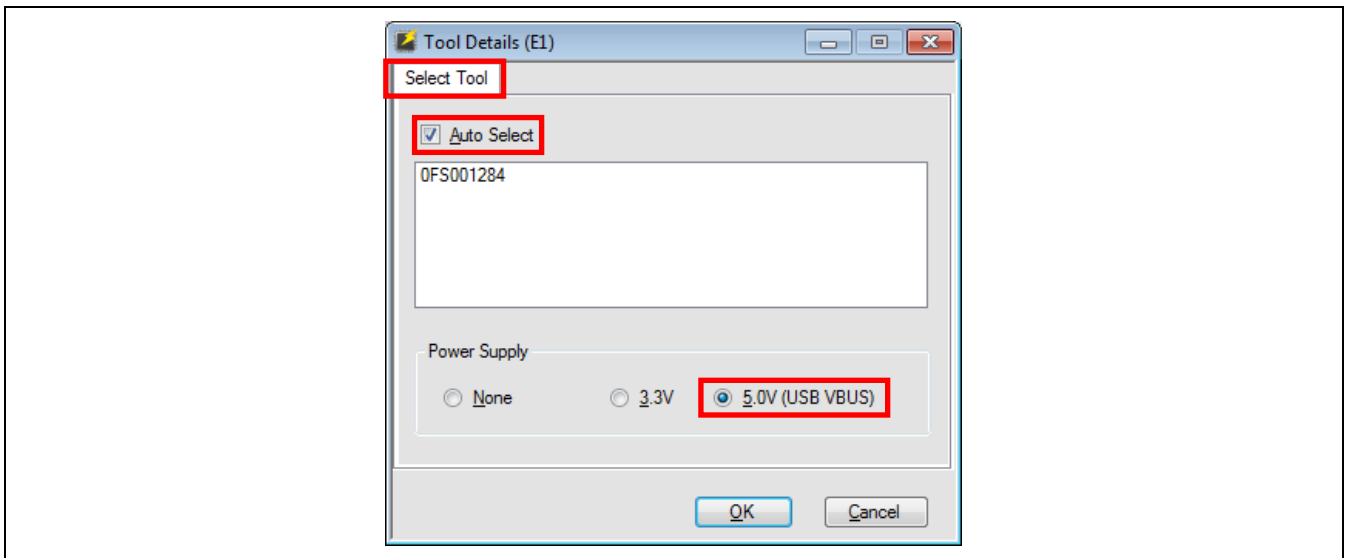 Tool Details (E1)
Select Tool
Auto Select
0FS001284
Power Supply
None 3.3V 5.0V (USB VBUS)
OK Cancel